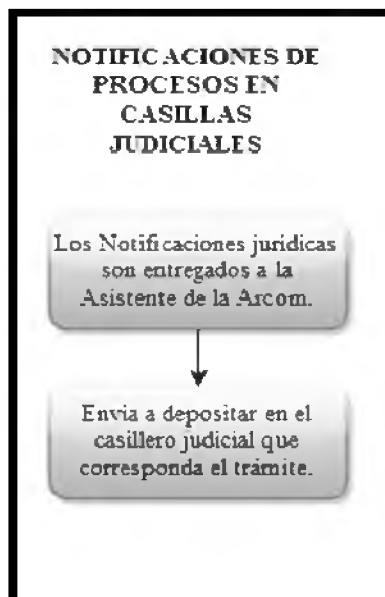 NOTIFICACIONES DE
PROCESOS EN
CASILLAS
JUDICIALES
Los Notificaciones jurídicas
son entregados a la
Asistente de la Arcom.
Envia a depositar en el
casillero judicial que
corresponda el trámite.